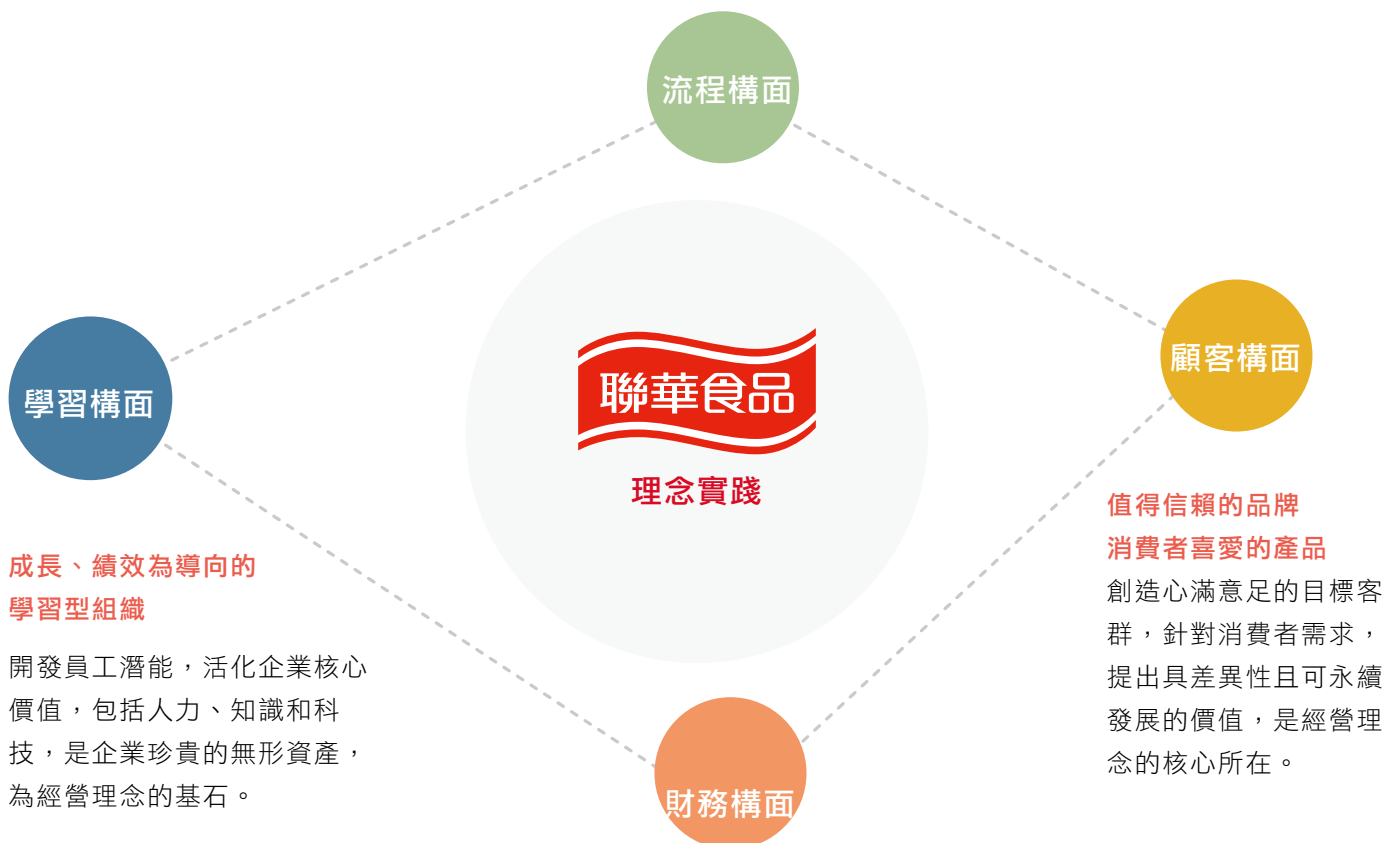 流程構面
學習構面
聯華食品
理念實踐
顧客構面
成長、績效為導向的
學習型組織
開發員工潛能，活化企業核心
價值，包括人力、知識和科
技，是企業珍貴的無形資產，
為經營理念的基石。
值得信賴的品牌
消費者喜愛的產品
創造心滿意足的目標客
群，針對消費者需求，
提出具差異性且可永續
發展的價值，是經營理
念的核心所在。
財務構面